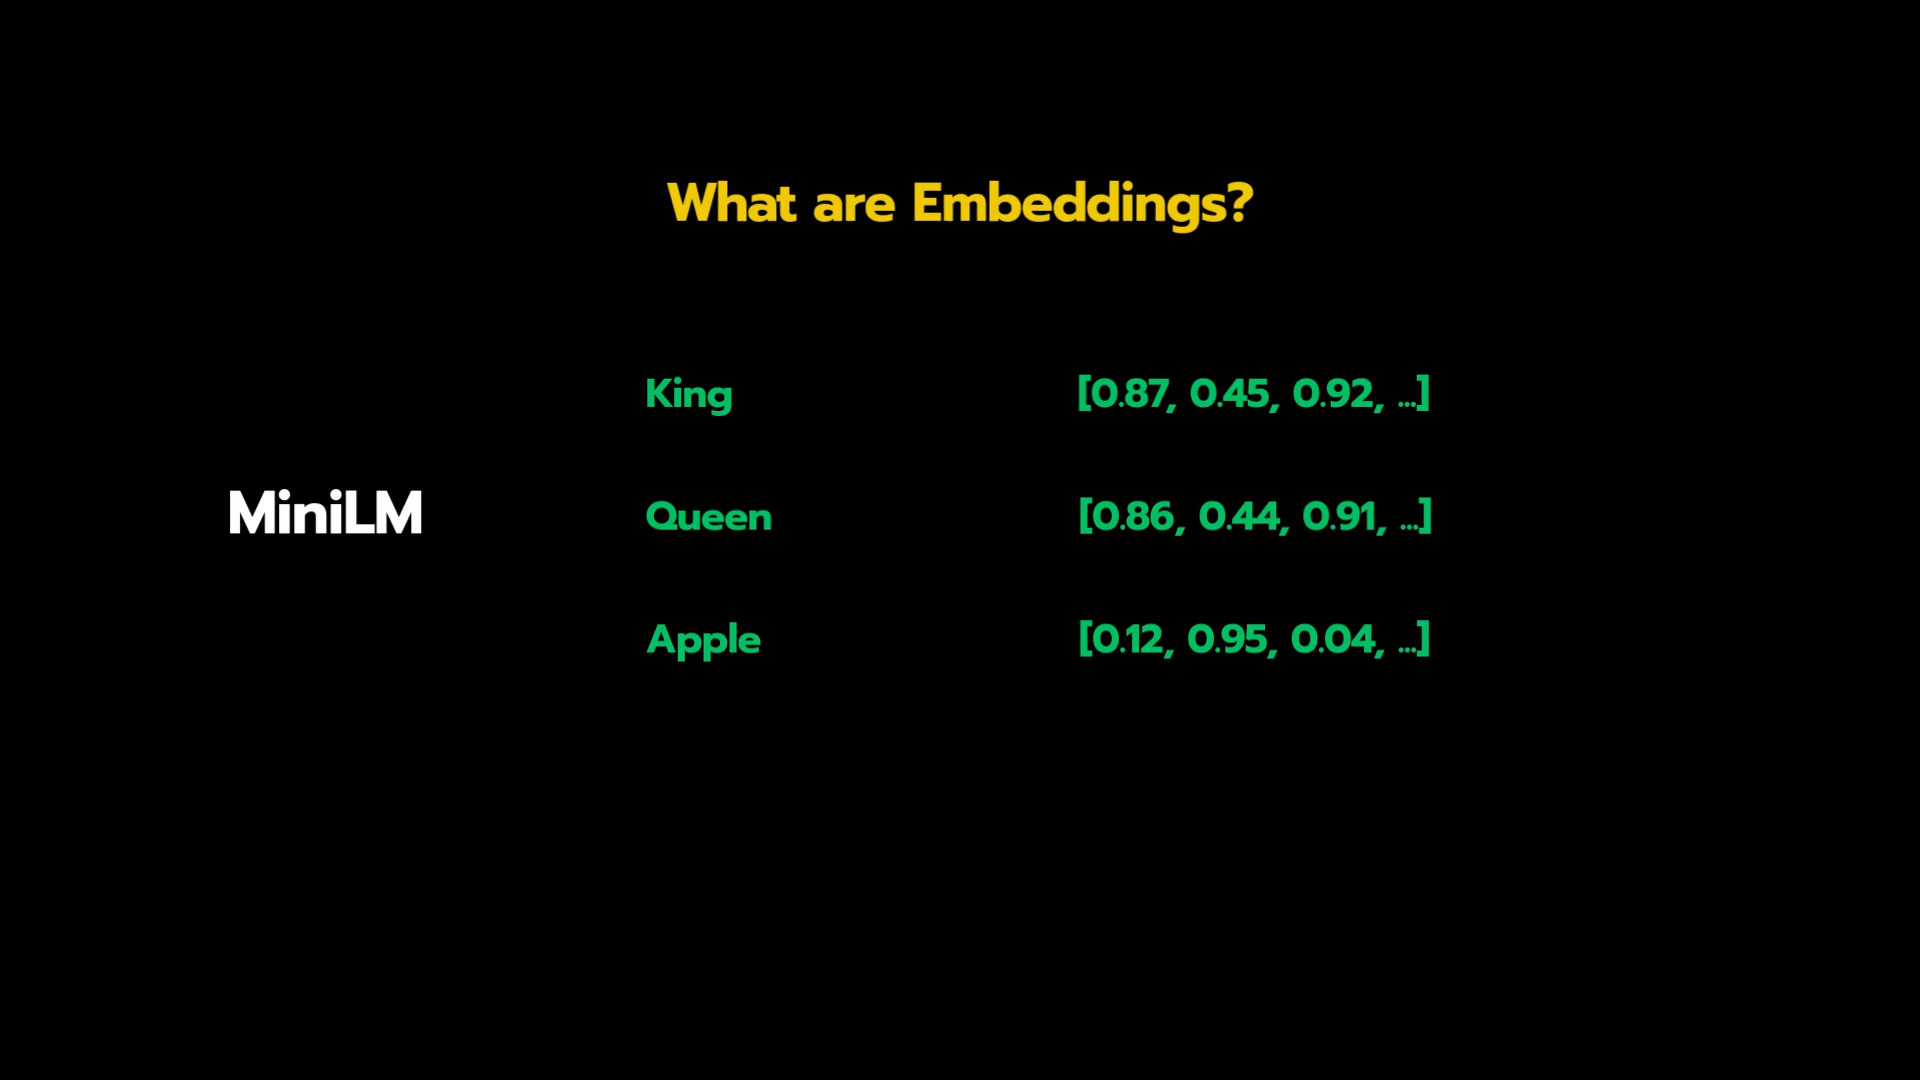 What are Embeddings?
King [0.87, 0.45, 0.92, ...]
MiniLM
Queen [0.86, 0.44, 0.91, ...]
Apple [0.12, 0.95, 0.04, ...]